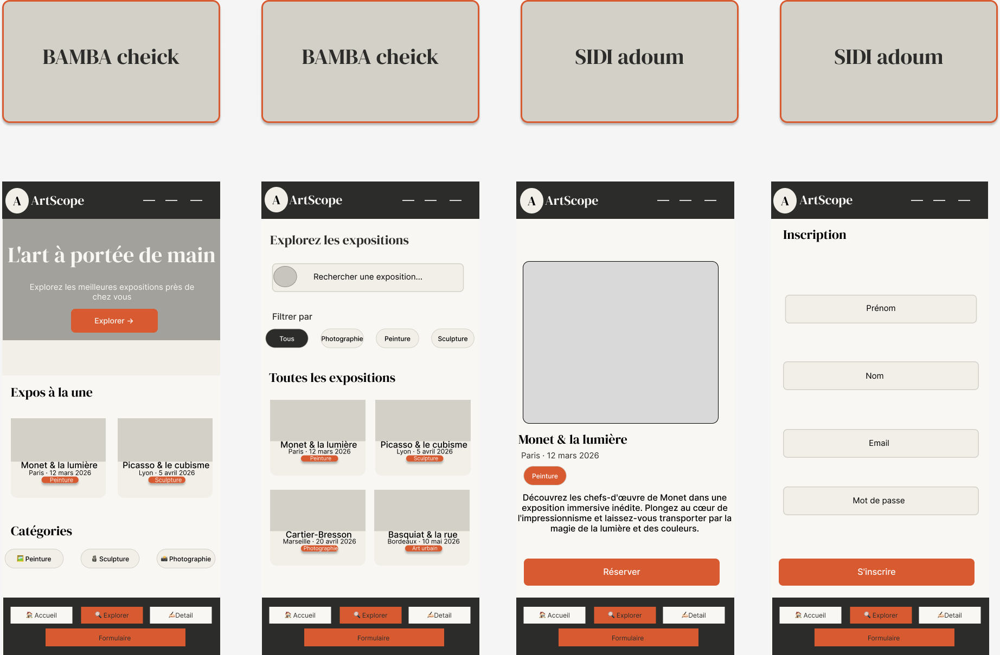 BAMBA cheick
BAMBA cheick
SIDI adoum
SIDI adoum
A ArtScope
L'art à portée de main
Explorez les meilleures expositions près de
chez vous
Explorer →
Expos à la une
Monet & la lumière
Paris · 12 mars 2026
Peinture
Picasso & le cubisme
Lyon · 5 avril 2026
Sculpture
Catégories
🖼️ Peinture
🗿 Sculpture
📸 Photographie
🏠 Accueil
🔍 Explorer
✍️Detail
Formulaire
A ArtScope
Explorez les expositions
Rechercher une exposition...
Filtrer par
Tous
Photographie
Peinture
Sculpture
Toutes les expositions
Monet & la lumière
Paris · 12 mars 2026
Peinture
Picasso & le cubisme
Lyon · 5 avril 2026
Sculpture
Cartier-Bresson
Marseille · 20 avril 2026
Photographie
Basquiat & la rue
Bordeaux · 10 mai 2026
Art urbain
🏠 Accueil
🔍 Explorer
✍️Detail
Formulaire
A ArtScope
Monet & la lumière
Paris · 12 mars 2026
Peinture
Découvrez les chefs-d'œuvre de Monet dans une
exposition immersive inédite. Plongez au cœur de
l'impressionnisme et laissez-vous transporter par la
magie de la lumière et des couleurs.
Réserver
🏠 Accueil
🔍 Explorer
✍️Detail
Formulaire
A ArtScope
Inscription
Prénom
Nom
Email
Mot de passe
S'inscrire
🏠 Accueil
🔍 Explorer
✍️Detail
Formulaire